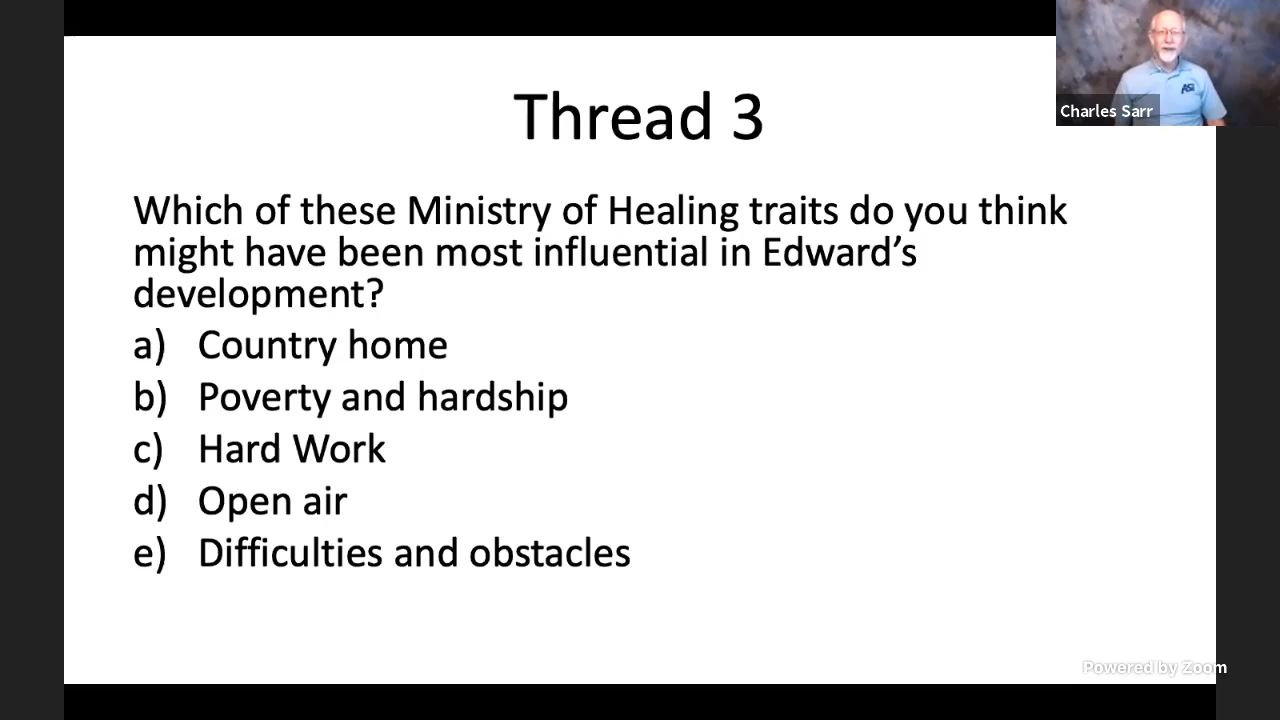 Thread 3
Which of these Ministry of Healing traits do you think
might have been most influential in Edward’s
development?
a) Country home
b) Poverty and hardship
c) Hard Work
d) Open air
e) Difficulties and obstacles
ASI
Charles Sarr
Powered by Zoom